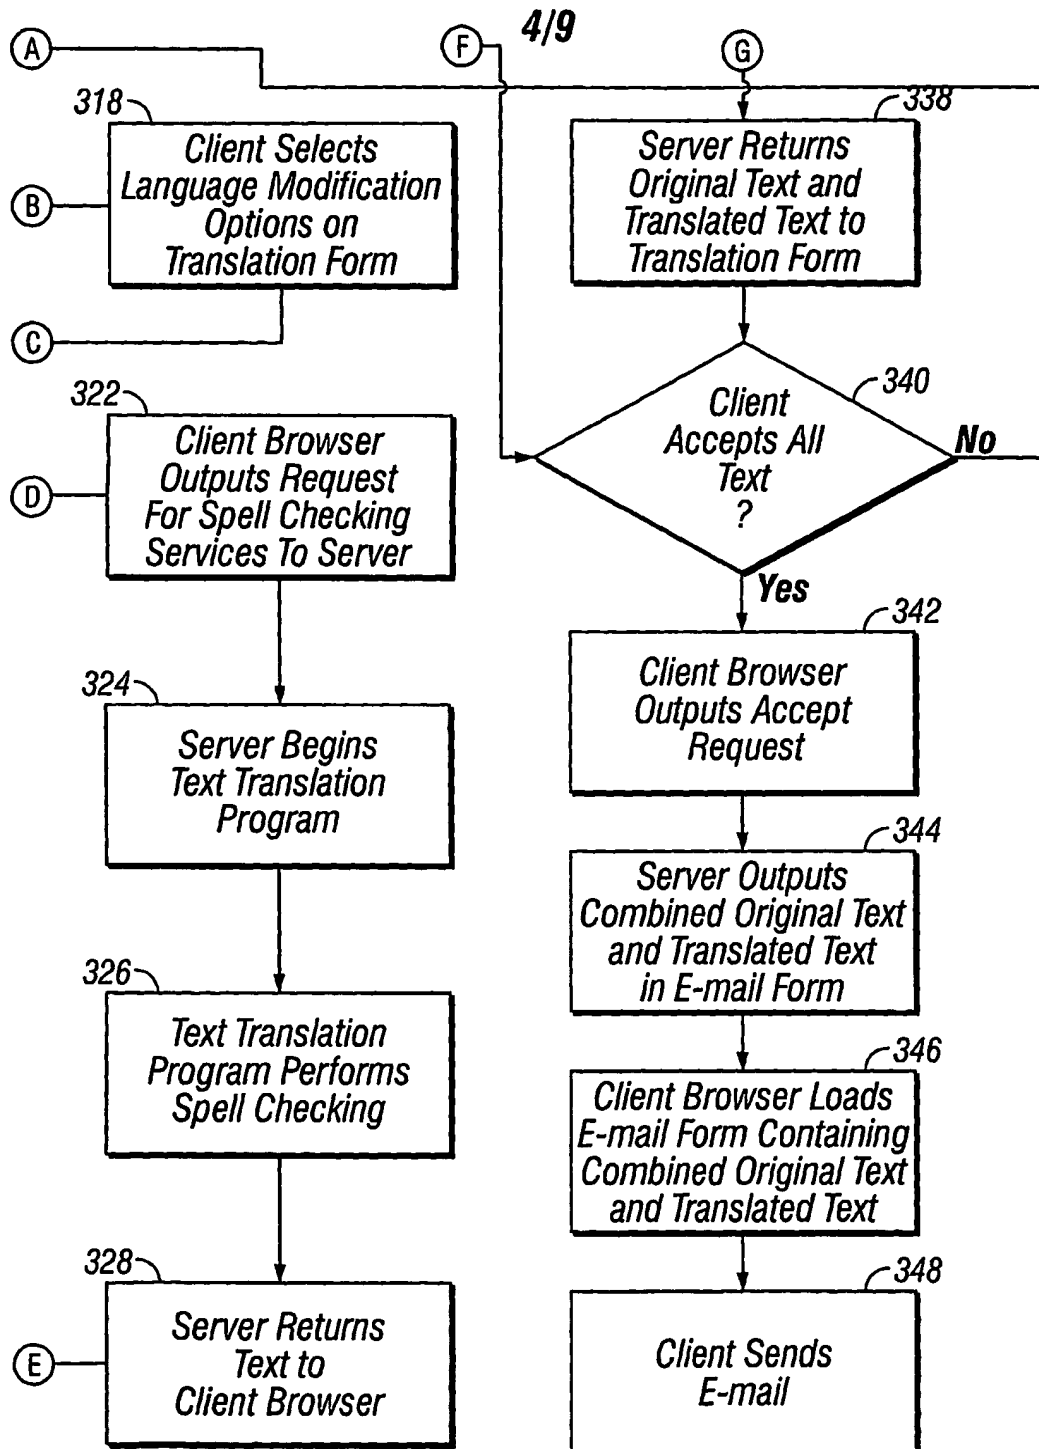 4/9
A
F
G
318
Client Selects
Language Modification
Options on
Translation Form
B
C
322
Client Browser
Outputs Request
For Spell Checking
Services To Server
D
324
Server Begins
Text Translation
Program
326
Text Translation
Program Performs
Spell Checking
328
Server Returns
Text to
Client Browser
E
338
Server Returns
Original Text and
Translated Text to
Translation Form
340
Client
Accepts All
Text
?
No
Yes
342
Client Browser
Outputs Accept
Request
344
Server Outputs
Combined Original Text
and Translated Text
in E-mail Form
346
Client Browser Loads
E-mail Form Containing
Combined Original Text
and Translated Text
348
Client Sends
E-mail